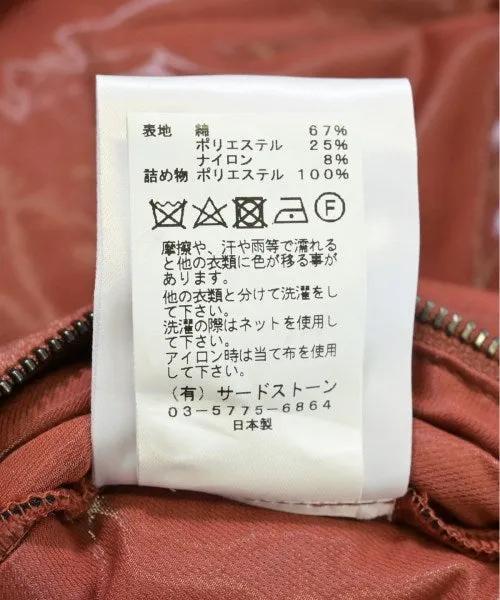 表地 綿 67%
ポリエステル 25%
ナイロン 8%
詰め物 ポリエステル 100%
F
摩擦や、汗や雨等で濡れる
と他の衣類に色が移る事が
あります。
他の衣類と分けて洗濯をし
て下さい。
洗濯の際はネットを使用し
て下さい。
アイロン時は当て布を使用
して下さい。
(有) サードストーン
03-5775-6864
日本製